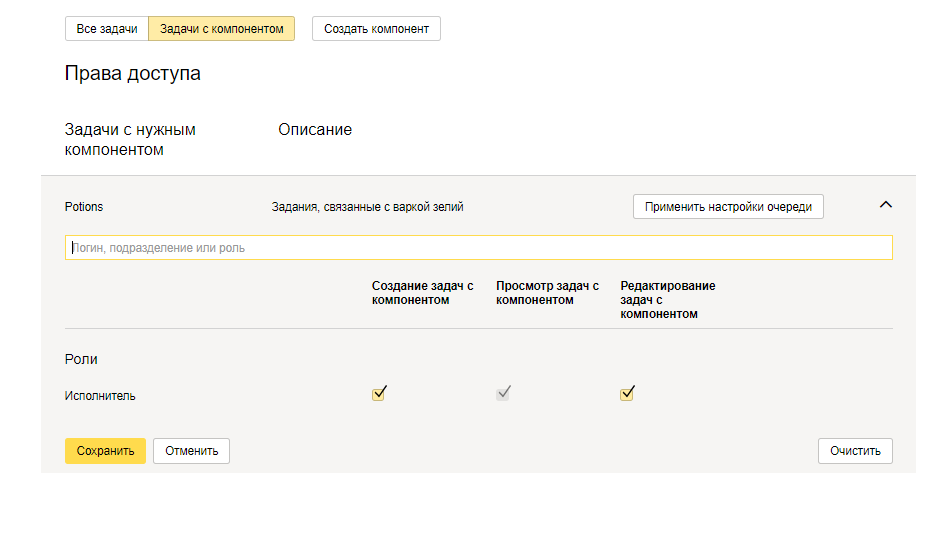 Все задачи Задачи с компонентом Создать компонент
Права доступа
Задачи с нужным Описание
компонентом
Potions Задания, связанные с варкой зелий Применить настройки очереди
Логин, подразделение или роль
Создание задач с Просмотр задач с Редактирование
компонентом компонентом задач с
компонентом
Роли
Исполнитель
Сохранить Отменить Очистить